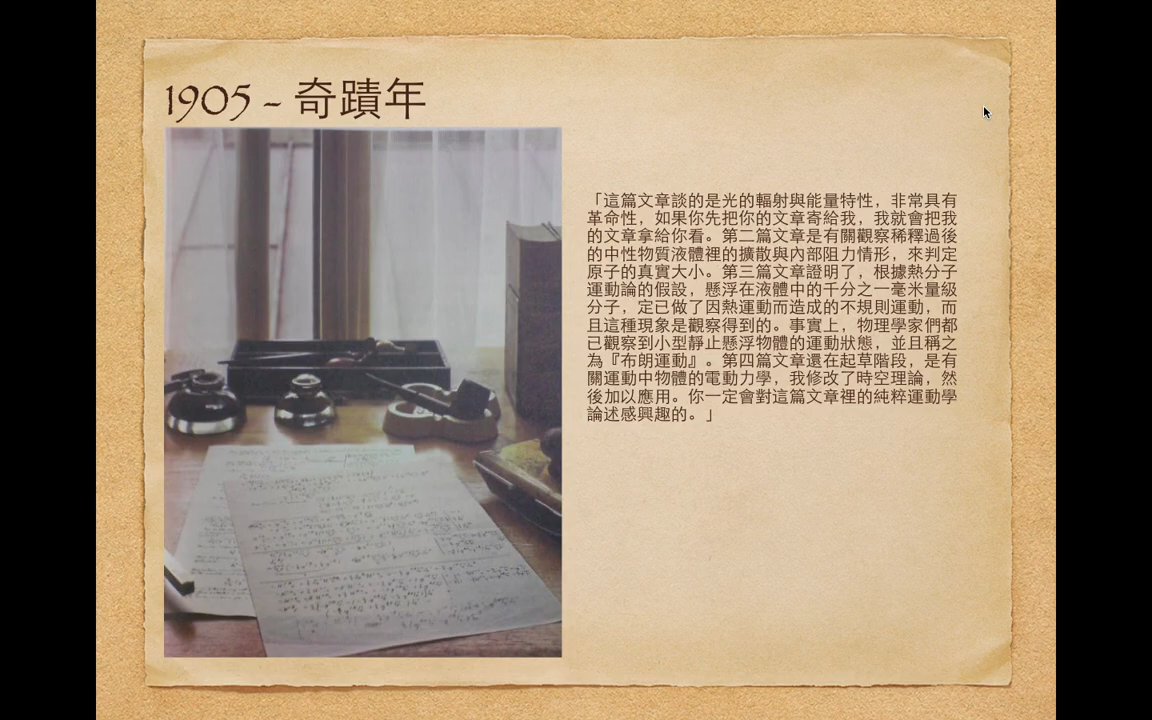 1905 - 奇蹟年
「這篇文章談的是光的輻射與能量特性，非常具有
革命性，如果你先把你的文章寄給我，我就會把我
的文章拿給你看。第二篇文章是有關觀察稀釋過後
的中性物質液體裡的擴散與內部阻力情形，來判定
原子的真實大小。第三篇文章證明了，根據熱分子
運動論的假設，懸浮在液體中的千分之一毫米量級
分子，定已做了因熱運動而造成的不規則運動，而
且這種現象是觀察得到的。事實上，物理學家們都
已觀察到小型靜止懸浮物體的運動狀態，並且稱之
為『布朗運動』。第四篇文章還在起草階段，是有
關運動中物體的電動力學，我修改了時空理論，然
後加以應用。你一定會對這篇文章裡的純粹運動學
論述感興趣的。」